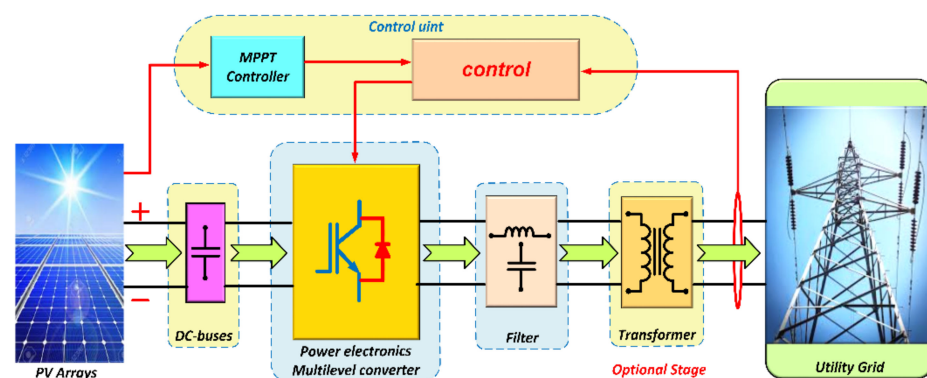 Control uint
MPPT
Controller
control
+
−
DC-buses
Power electronics
Multilevel converter
Filter
Transformer
Optional Stage
PV Arrays
Utility Grid